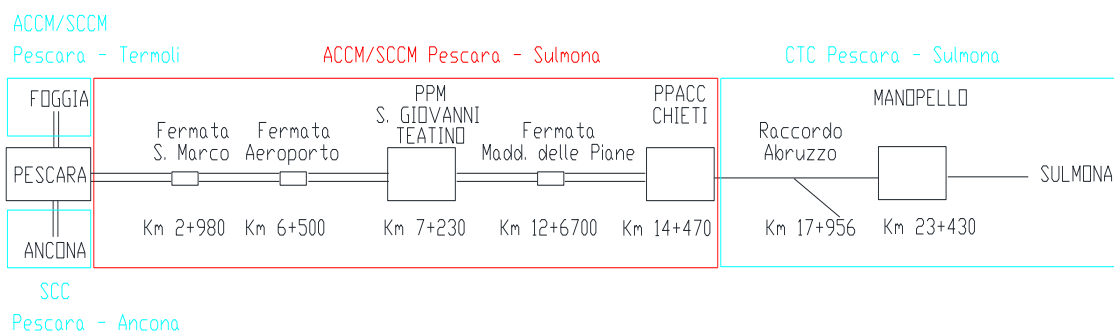 ACCM/SCCM
Pescara - Termoli
ACCM/SCCM Pescara - Sulmona
CTC Pescara - Sulmona
FOGGIA
PESCARA
ANCONA
Fermata
S. Marco
Fermata
Aeroporto
PPM
S. GIOVANNI
TEATINO
Fermata
Madd. delle Piane
PPACC
CHIETI
Raccordo
Abruzzo
MANOPELLO
SULMONA
Km 2+980
Km 6+500
Km 7+230
Km 12+6700
Km 14+470
Km 17+956
Km 23+430
SCC
Pescara - Ancona